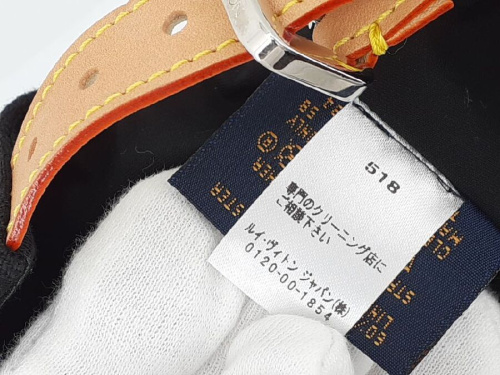 518
専門のクリーニング店に
ご相談下さい
ルイ・ヴィトン ジャパン(株)
0120-00-1854